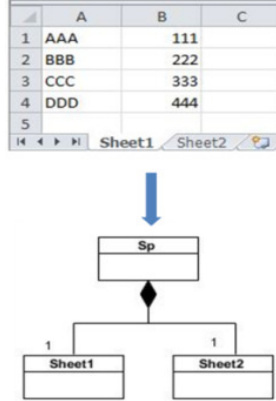 A B C
1 AAA 111
2 BBB 222
3 CCC 333
4 DDD 444
5
Sheet1 Sheet2
Sp
1 1
Sheet1 Sheet2